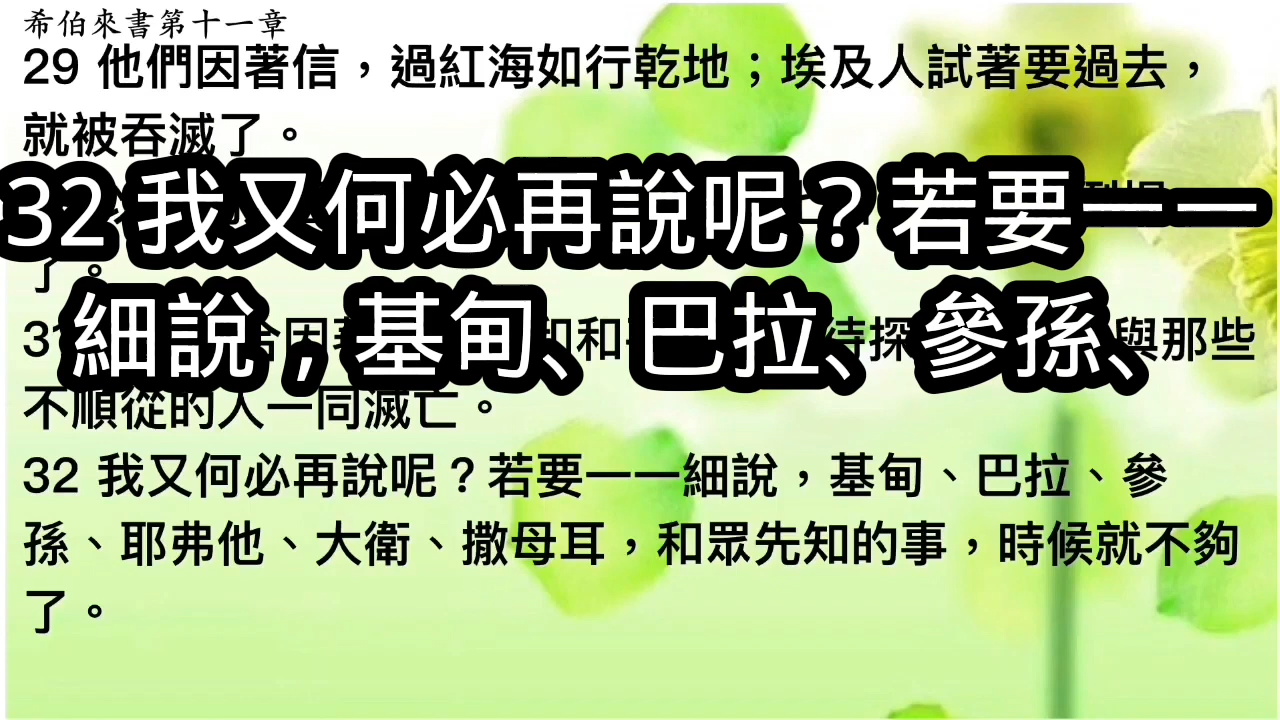 希伯來書第十一章
29 他們因著信，過紅海如行乾地；埃及人試著要過去，
就被吞滅了。
32 我又何必再說呢？若要一一
了。
細說，基甸、巴拉、參孫、
31
與那些
不順從的人一同滅亡。
32 我又何必再說呢？若要一一細說，基甸、巴拉、參
孫、耶弗他、大衛、撒母耳，和眾先知的事，時候就不夠
了。